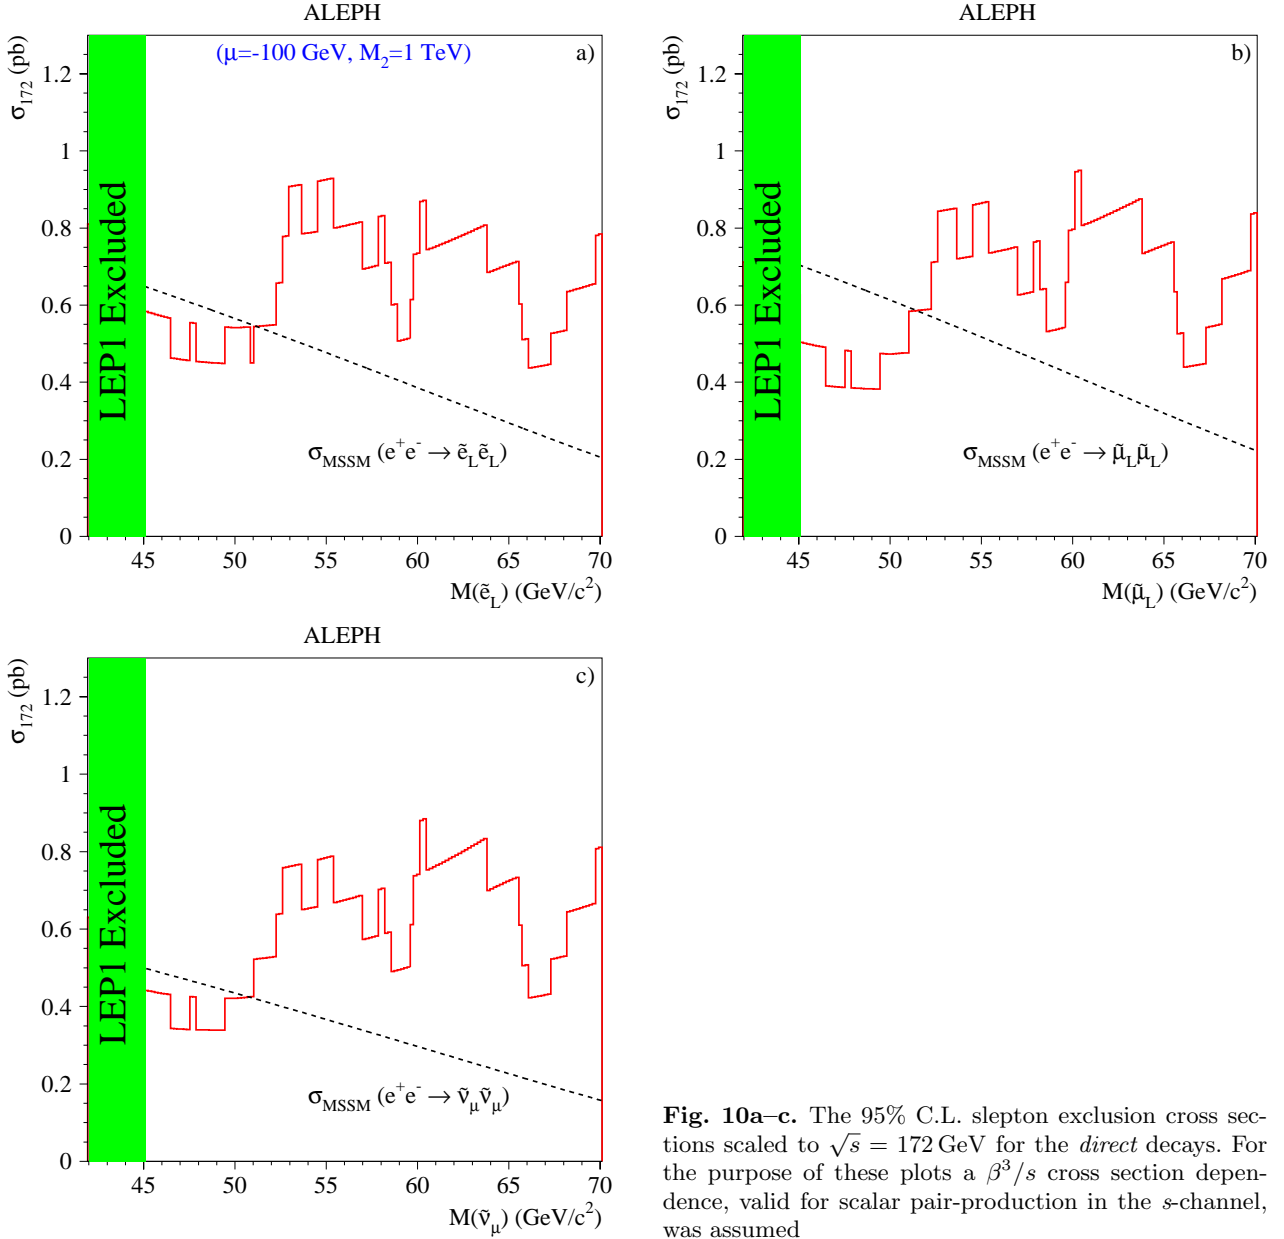 ALEPH
σ172 (pb)
(μ=-100 GeV, M2=1 TeV)
a)
LEP1 Excluded
1.2
1
0.8
0.6
0.4
0.2
0
σMSSM (e+e- → ẽLẽL)
45 50 55 60 65 70
M(ẽL) (GeV/c2)
ALEPH
σ172 (pb)
b)
LEP1 Excluded
1.2
1
0.8
0.6
0.4
0.2
0
σMSSM (e+e- → μ̃Lμ̃L)
45 50 55 60 65 70
M(μ̃L) (GeV/c2)
ALEPH
σ172 (pb)
c)
LEP1 Excluded
1.2
1
0.8
0.6
0.4
0.2
0
σMSSM (e+e- → ν̃μν̃μ)
45 50 55 60 65 70
M(ν̃μ) (GeV/c2)
Fig. 10a–c. The 95% C.L. slepton exclusion cross sec-
tions scaled to √s = 172 GeV for the direct decays. For
the purpose of these plots a β3/s cross section depen-
dence, valid for scalar pair-production in the s-channel,
was assumed